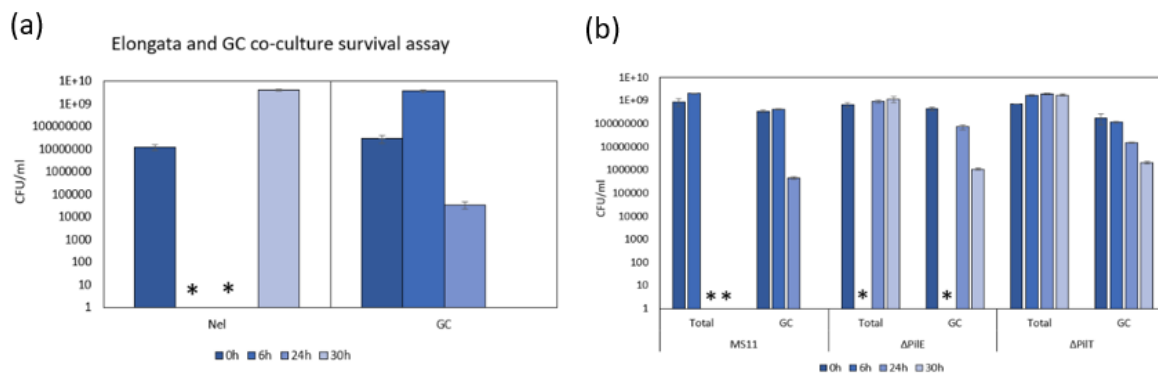 (a)
Elongata and GC co-culture survival assay
1E+10
1E+09
100000000
10000000
1000000
100000
10000
1000
100
10
1
CFU/ml
* *
Nel GC
0h 6h 24h 30h
(b)
1E+10
1E+09
100000000
10000000
1000000
100000
10000
1000
100
10
1
CFU/ml
** * *
Total GC Total GC Total GC
MS11 ΔPilE ΔPilT
0h 6h 24h 30h